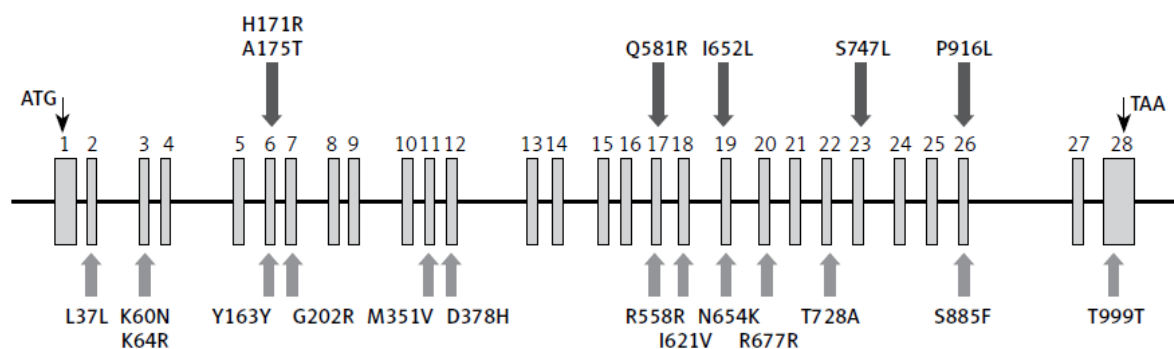 H171R
A175T Q581R I652L S747L P916L
ATG TAA
1 2 3 4 5 6 7 8 9 10 11 12 13 14 15 16 17 18 19 20 21 22 23 24 25 26 27 28
L37L K60N Y163Y G202R M351V D378H R558R N654K T728A S885F T999T
K64R I621V R677R